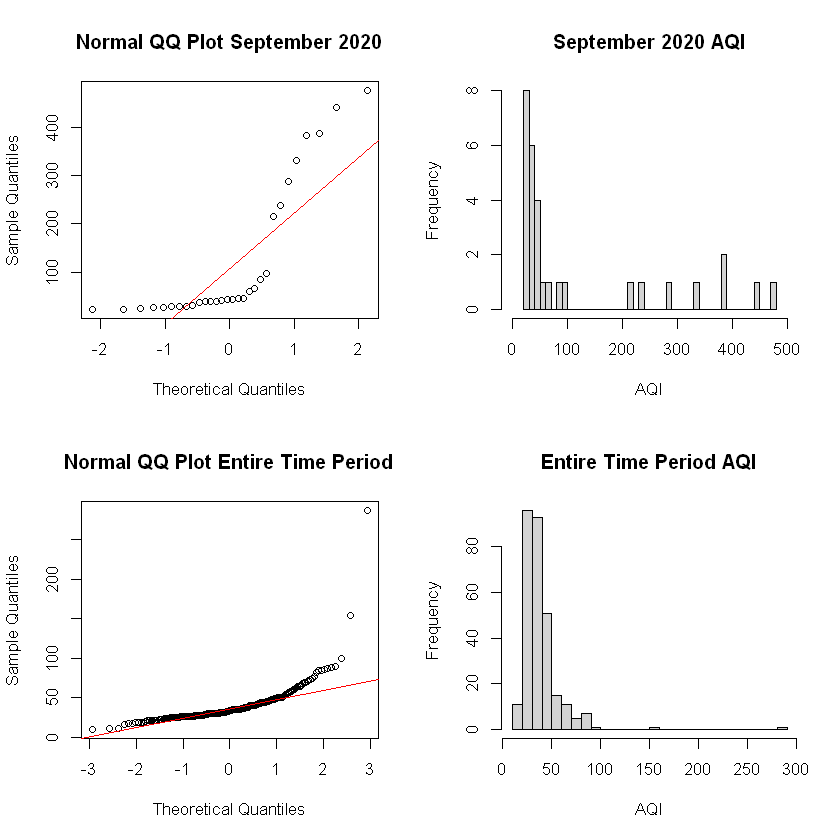 Normal QQ Plot September 2020
Sample Quantiles
100 200 300 400
-2 -1 0 1 2
Theoretical Quantiles
September 2020 AQI
Frequency
0 2 4 6 8
0 100 200 300 400 500
AQI
Normal QQ Plot Entire Time Period
Sample Quantiles
0 50 100 200
-3 -2 -1 0 1 2 3
Theoretical Quantiles
Entire Time Period AQI
Frequency
0 20 40 60 80
0 50 100 150 200 250 300
AQI